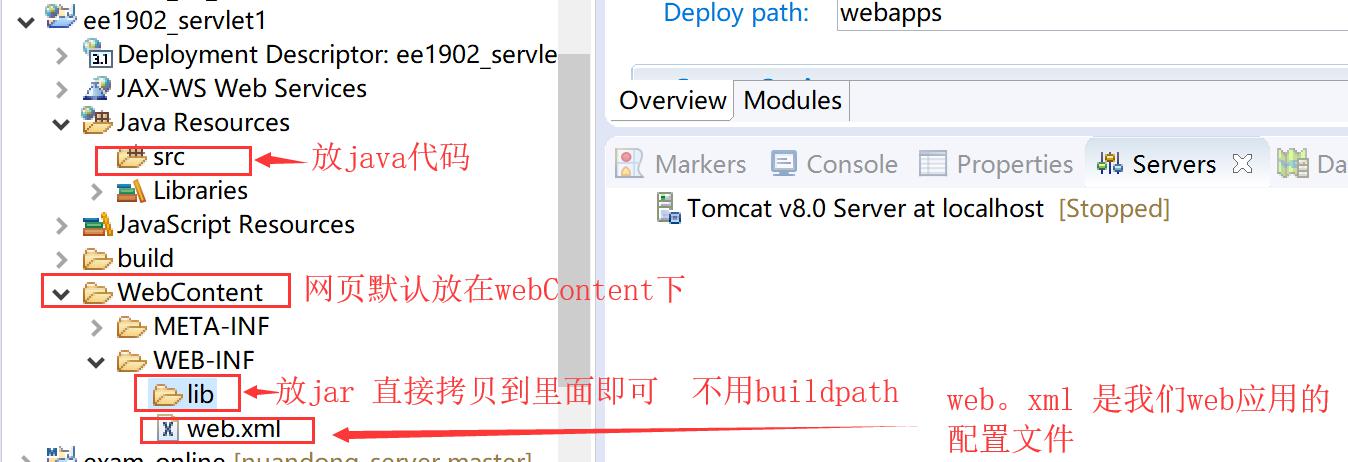 ee1902_servlet1
Deployment Descriptor: ee1902_servle
JAX-WS Web Services
Java Resources
src
放java代码
Libraries
JavaScript Resources
build
WebContent
网页默认放在webContent下
META-INF
WEB-INF
lib
放jar 直接拷贝到里面即可 不用buildpath
web.xml
web。xml 是我们web应用的
配置文件
Deploy path:
webapps
Overview
Modules
Markers
Console
Properties
Servers
Da
Tomcat v8.0 Server at localhost [Stopped]